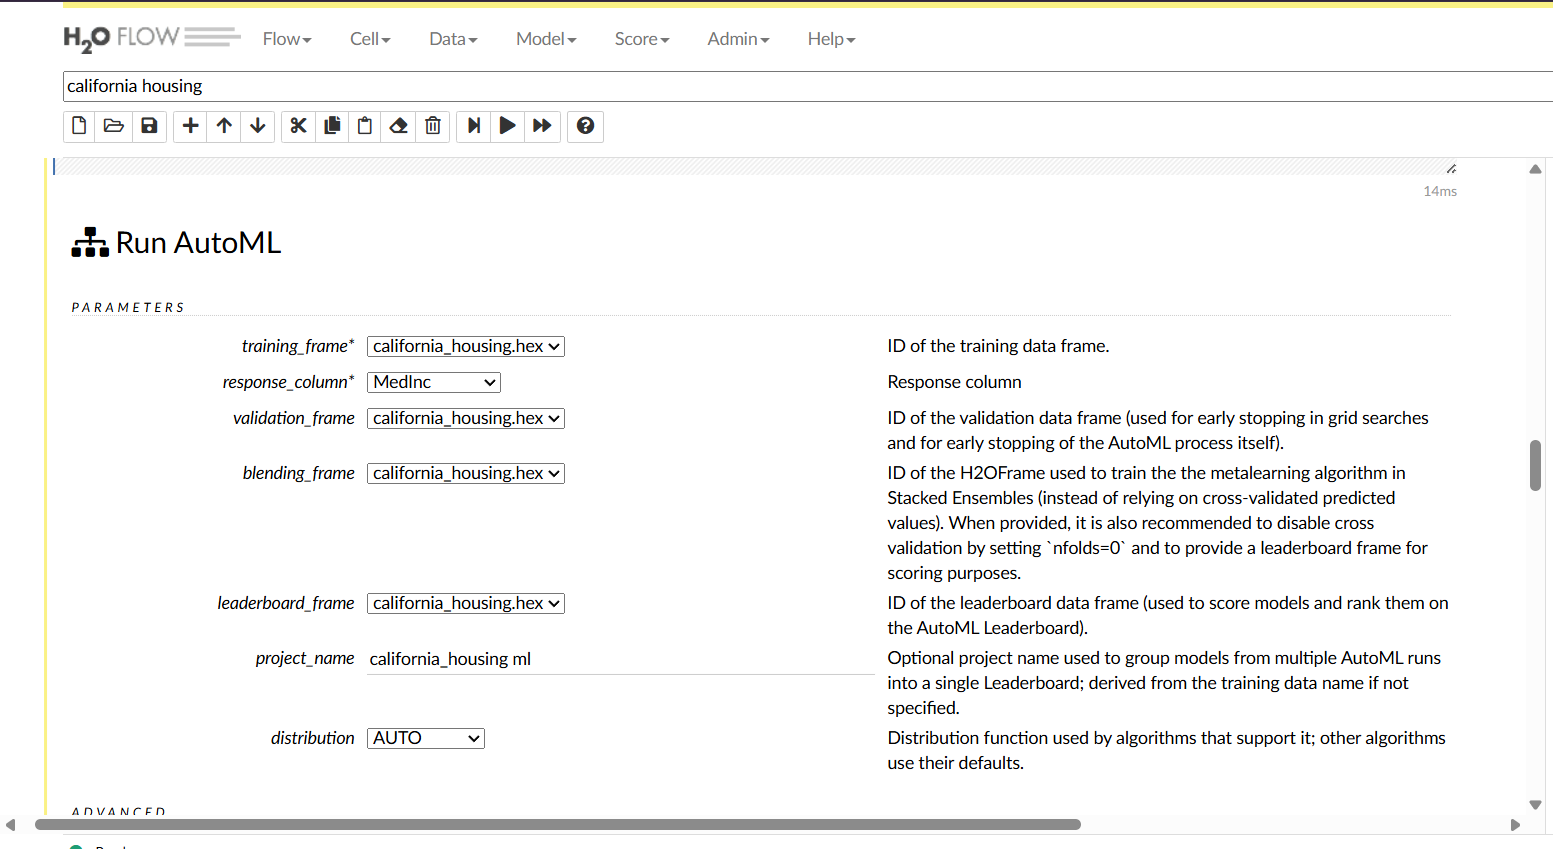 H2O FLOW Flow Cell Data Model Score Admin Help
california housing
14ms
Run AutoML
PARAMETERS
training_frame* california_housing.hex ID of the training data frame.
response_column* MedInc Response column
validation_frame california_housing.hex ID of the validation data frame (used for early stopping in grid searches
and for early stopping of the AutoML process itself).
blending_frame california_housing.hex ID of the H2OFrame used to train the the metalearning algorithm in
Stacked Ensembles (instead of relying on cross-validated predicted
values). When provided, it is also recommended to disable cross
validation by setting `nfolds=0` and to provide a leaderboard frame for
scoring purposes.
leaderboard_frame california_housing.hex ID of the leaderboard data frame (used to score models and rank them on
the AutoML Leaderboard).
project_name california_housing ml Optional project name used to group models from multiple AutoML runs
into a single Leaderboard; derived from the training data name if not
specified.
distribution AUTO Distribution function used by algorithms that support it; other algorithms
use their defaults.
ADVANCED